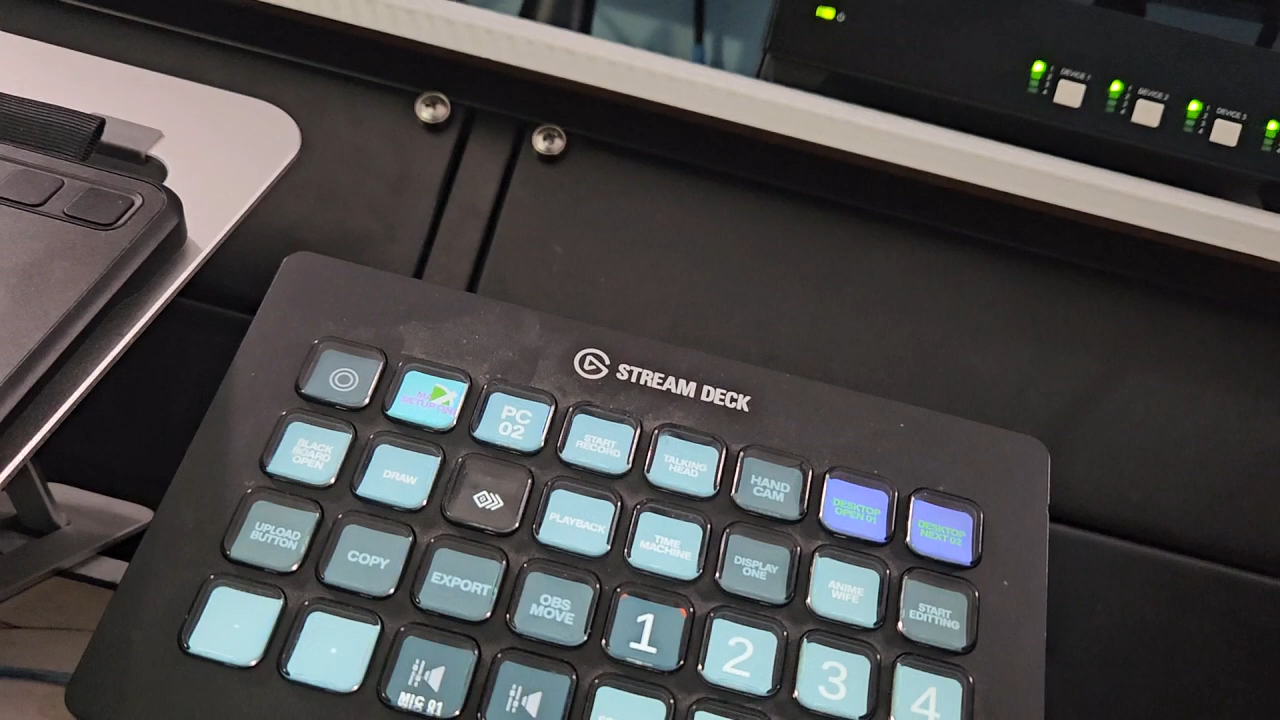 DEVICE 1
DEVICE 2
DEVICE 3
STREAM DECK
PC
02
START
RECORD
TALKING
HEAD
HAND
CAM
DESKTOP
OPEN 01
DESKTOP
NEXT 02
BLACK
BOARD
OPEN
DRAW
PLAYBACK
TIME
MACHINE
DISPLAY
ONE
ANIME
WIFE
START
EDITTING
UPLOAD
BUTTON
COPY
EXPORT
OBS
MOVE
1
2
3
4
MIC 01